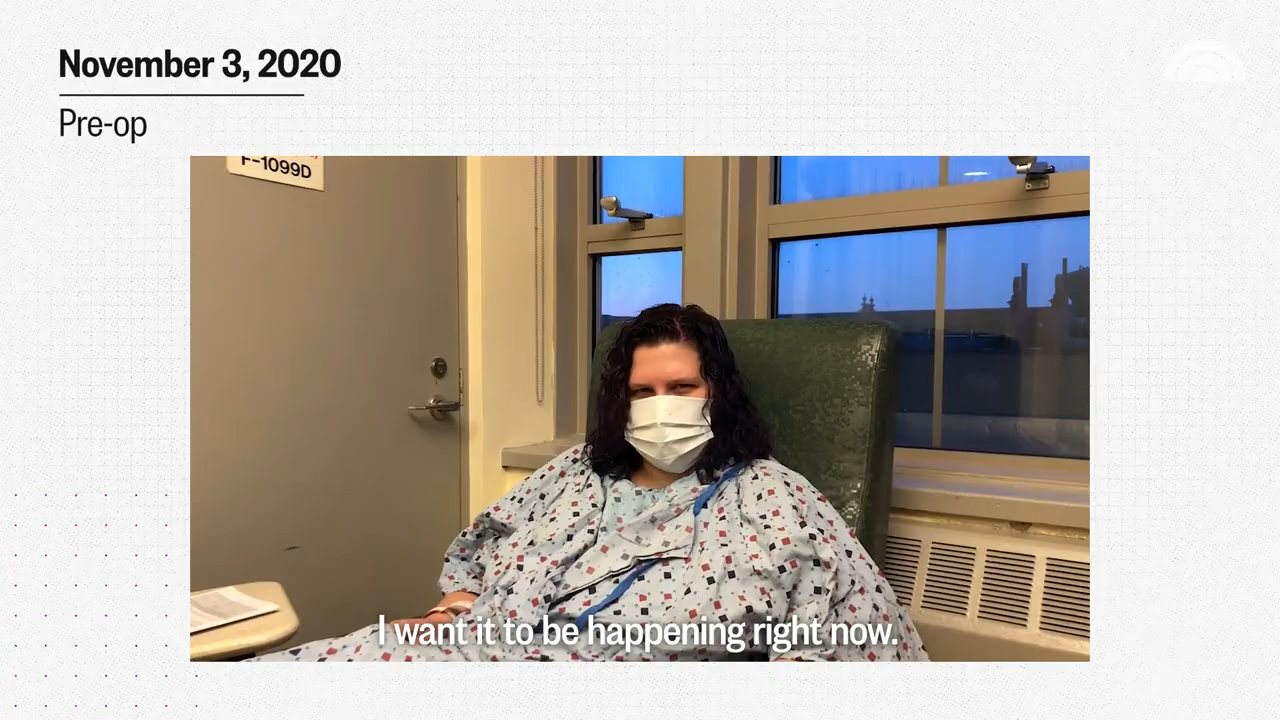 November 3, 2020
Pre-op
F-1099D
I want it to be happening right now.